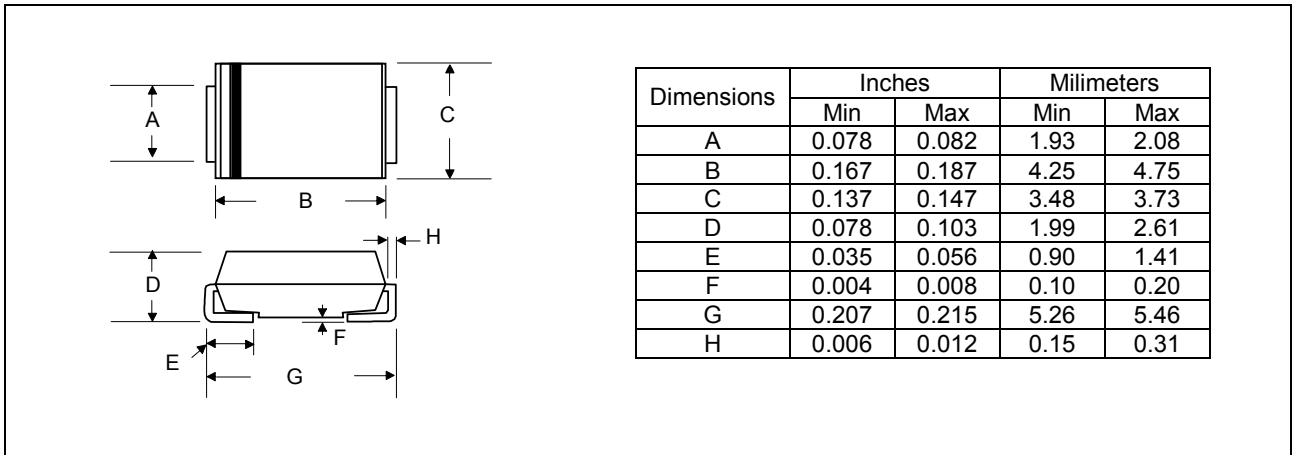 A
C
B
H
D
F
E
G
Dimensions Inches Milimeters
Min Max Min Max
A 0.078 0.082 1.93 2.08
B 0.167 0.187 4.25 4.75
C 0.137 0.147 3.48 3.73
D 0.078 0.103 1.99 2.61
E 0.035 0.056 0.90 1.41
F 0.004 0.008 0.10 0.20
G 0.207 0.215 5.26 5.46
H 0.006 0.012 0.15 0.31